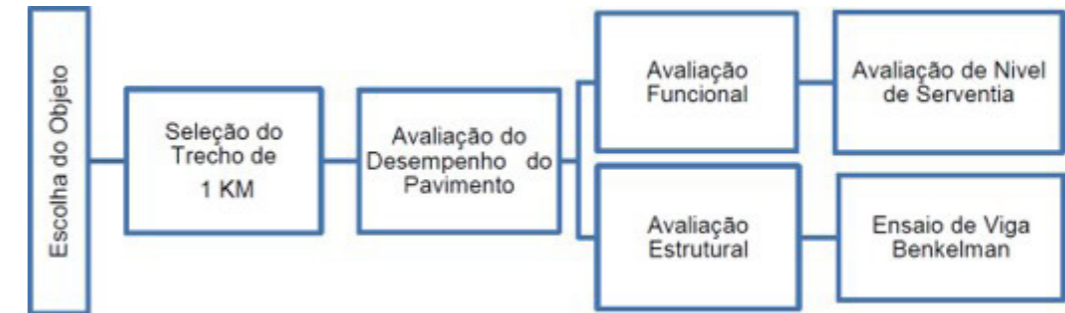 Escolha do Objeto
Seleção do
Trecho de
1 KM
Avaliação do
Desempenho do
Pavimento
Avaliação
Funcional
Avaliação de Nivel
de Serventia
Avaliação
Estrutural
Ensaio de Viga
Benkelman